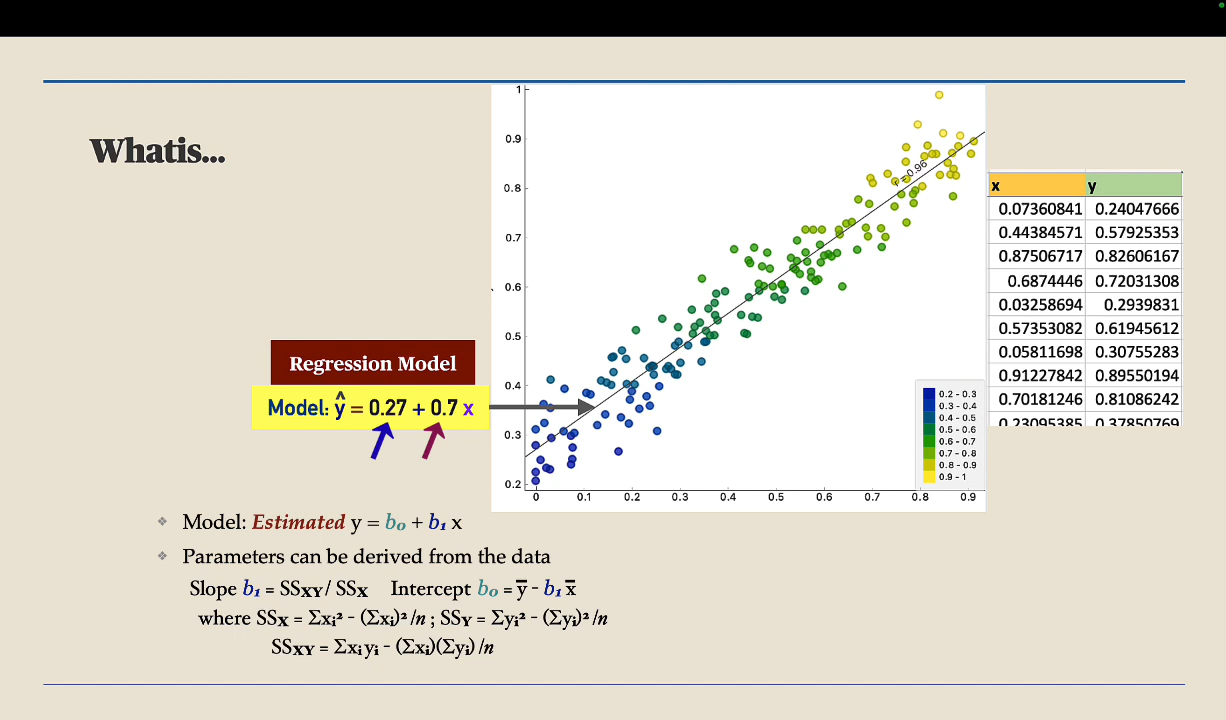 Whatis...
Regression Model
Model: ŷ = 0.27 + 0.7 x
1
0.9
0.8
0.7
0.6
0.5
0.4
0.3
0.2
0 0.1 0.2 0.3 0.4 0.5 0.6 0.7 0.8 0.9
r = 0.96
0.2 - 0.3
0.3 - 0.4
0.4 - 0.5
0.5 - 0.6
0.6 - 0.7
0.7 - 0.8
0.8 - 0.9
0.9 - 1
x y
0.07360841 0.24047666
0.44384571 0.57925353
0.87506717 0.82606167
0.6874446 0.72031308
0.03258694 0.2939831
0.57353082 0.61945612
0.05811698 0.30755283
0.91227842 0.89550194
0.70181246 0.81086242
0.23095385 0.37850769
❖ Model: Estimated y = b₀ + b₁ x
❖ Parameters can be derived from the data
Slope b₁ = SSXY / SSX Intercept b₀ = y̅ - b₁ x̅
where SSX = Σxi² - (Σxi)² /n ; SSY = Σyi² - (Σyi)² /n
SSXY = Σxi yi - (Σxi)(Σyi) /n